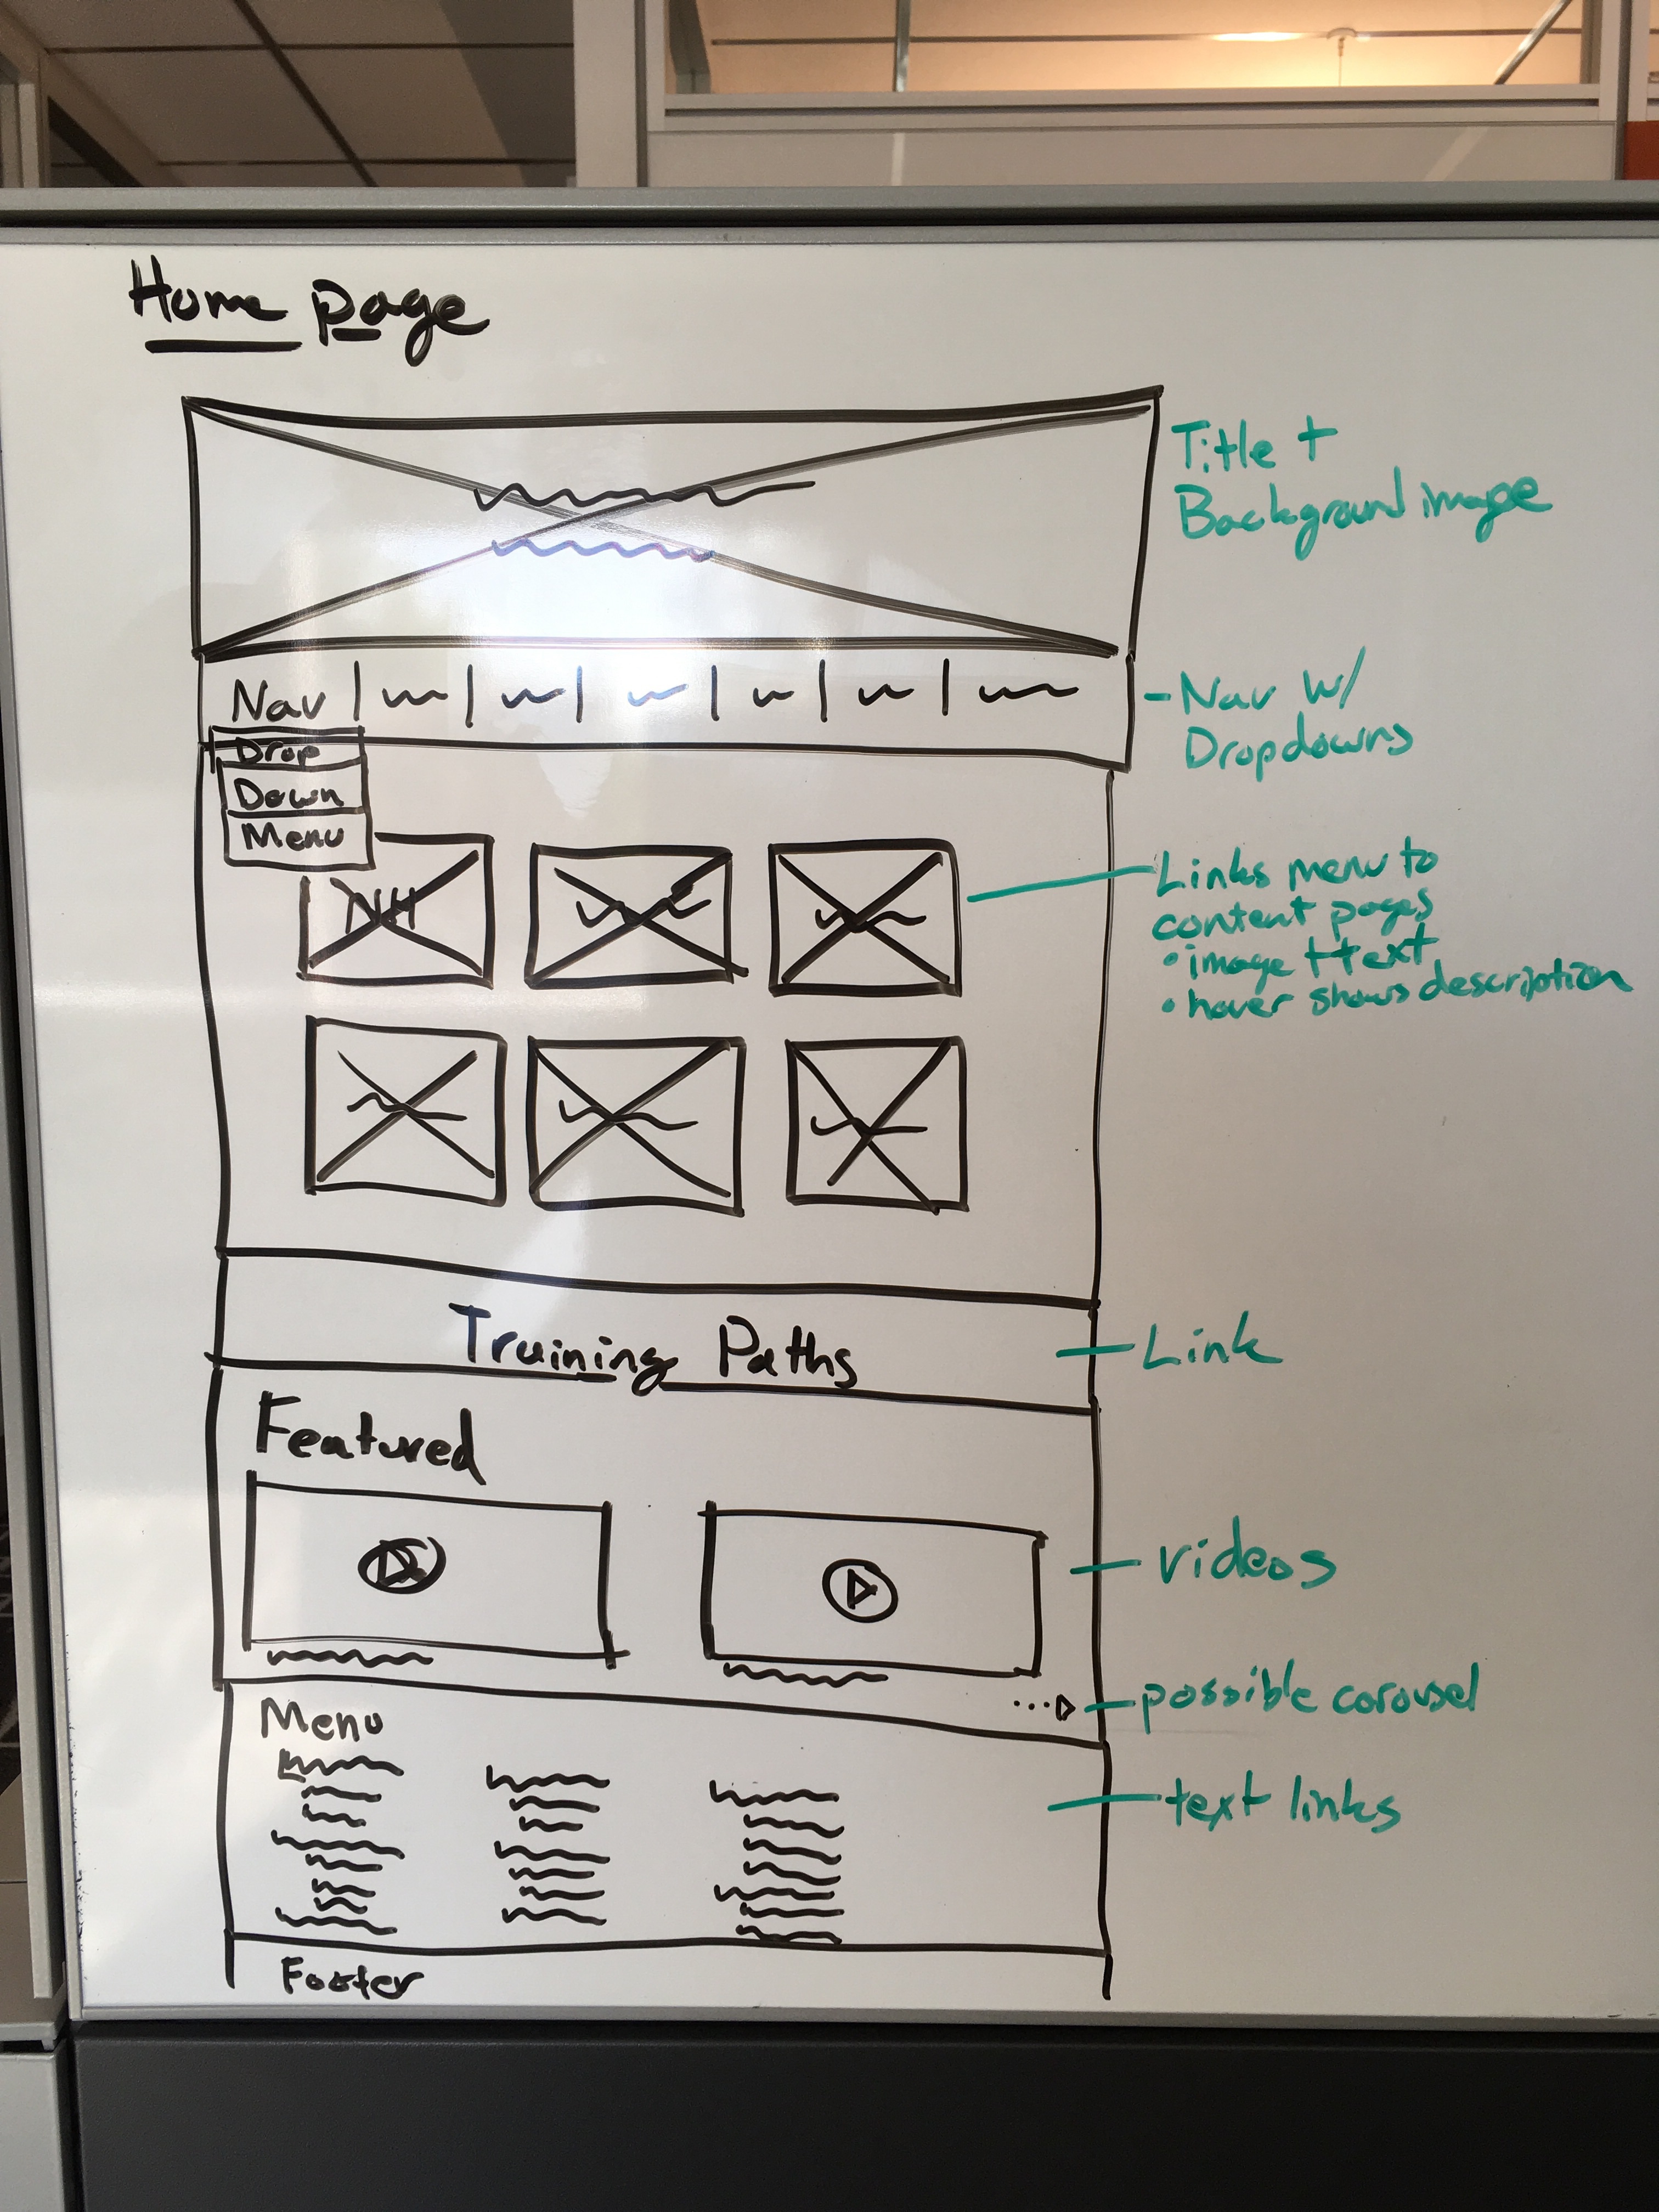 Home page
Title +
Background image
Nav
Nav w/
Dropdowns
Drop
Down
Menu
Links menu to
content pages
• image + text
• hover shows description
Training Paths
Link
Featured
videos
possible carousel
Menu
text links
Footer